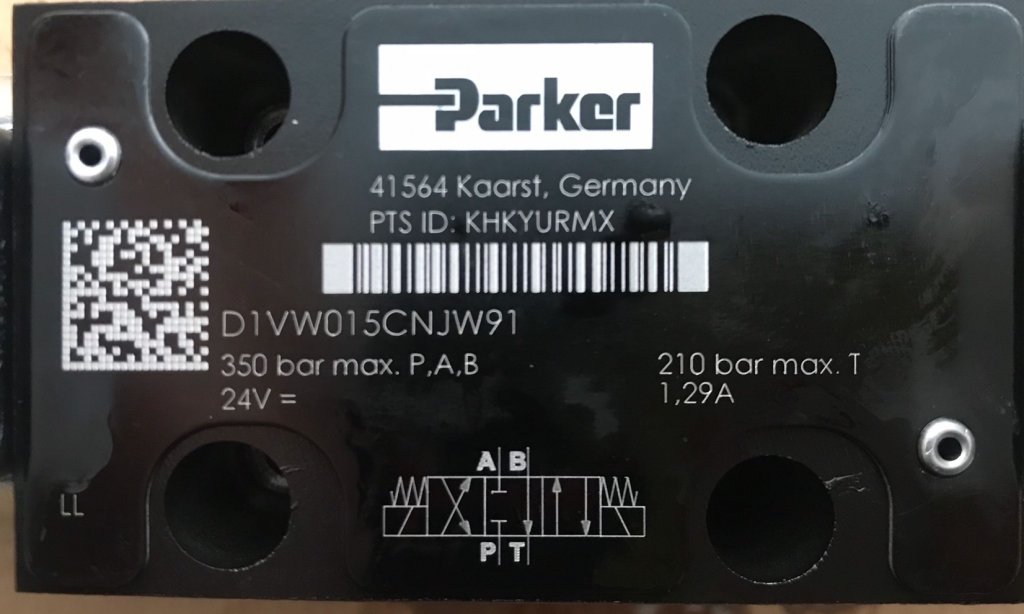 Parker
41564 Kaarst, Germany
PTS ID: KHKYURMX
D1VW015CNJW91
350 bar max. P,A,B
210 bar max. T
24V =
1,29A
A B
P T
LL